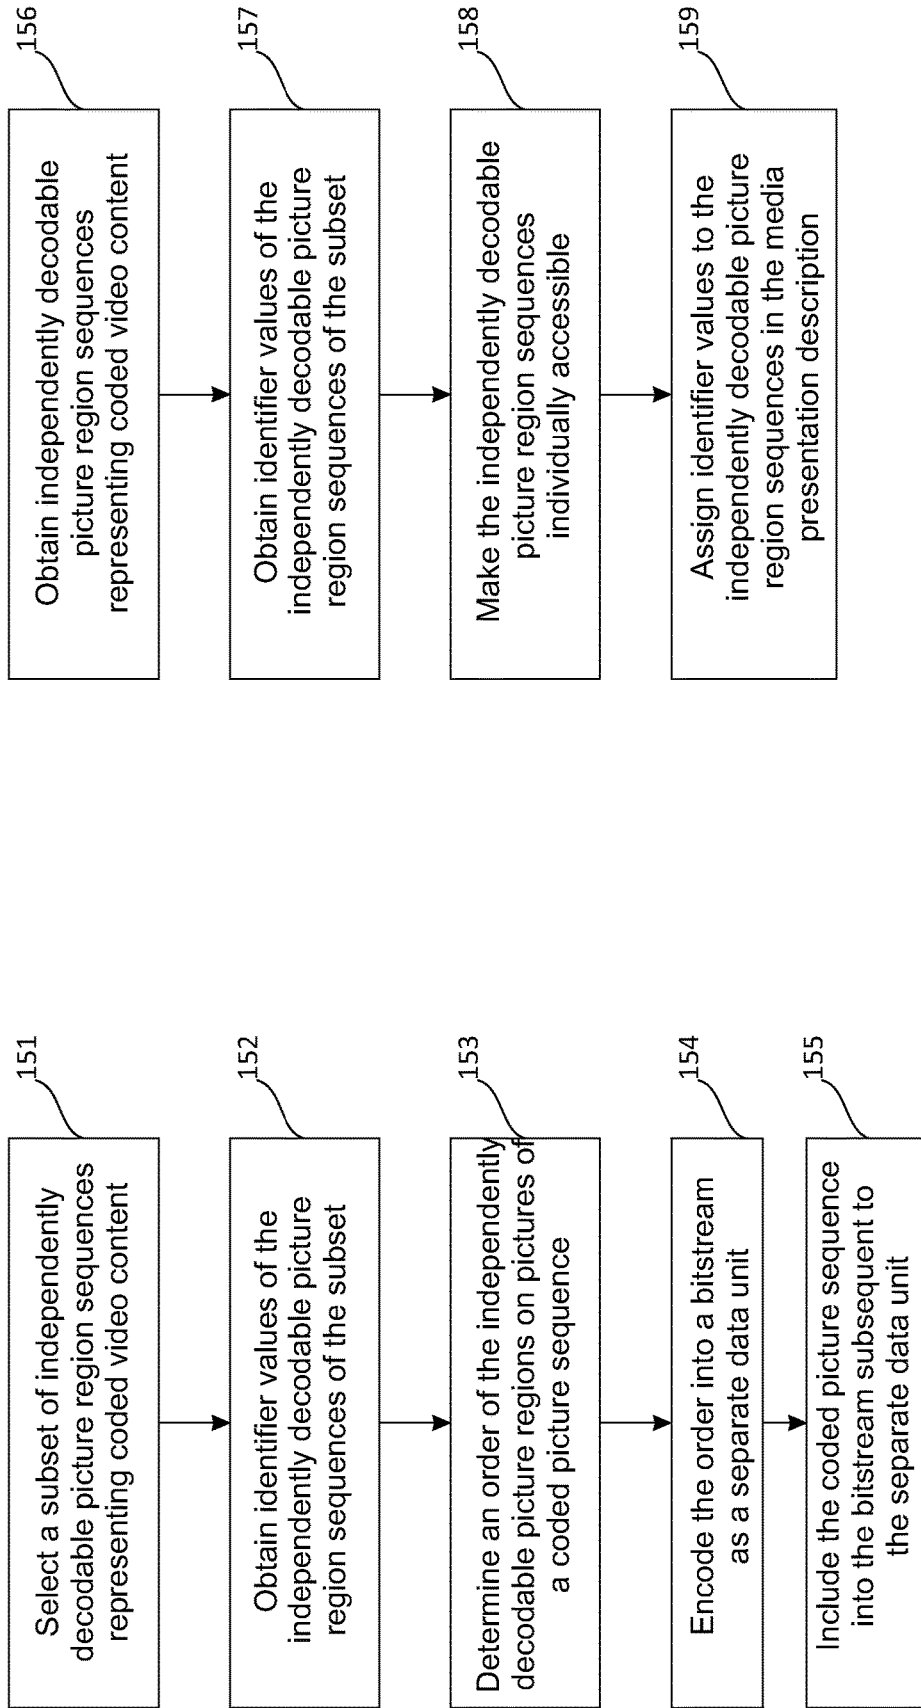 Select a subset of independently
decodable picture region sequences
representing coded video content
151
Obtain identifier values of the
independently decodable picture
region sequences of the subset
152
Determine an order of the independently
decodable picture regions on pictures of
a coded picture sequence
153
Encode the order into a bitstream
as a separate data unit
154
Include the coded picture sequence
into the bitstream subsequent to
the separate data unit
155
Obtain independently decodable
picture region sequences
representing coded video content
156
Obtain identifier values of the
independently decodable picture
region sequences of the subset
157
Make the independently decodable
picture region sequences
individually accessible
158
Assign identifier values to the
independently decodable picture
region sequences in the media
presentation description
159